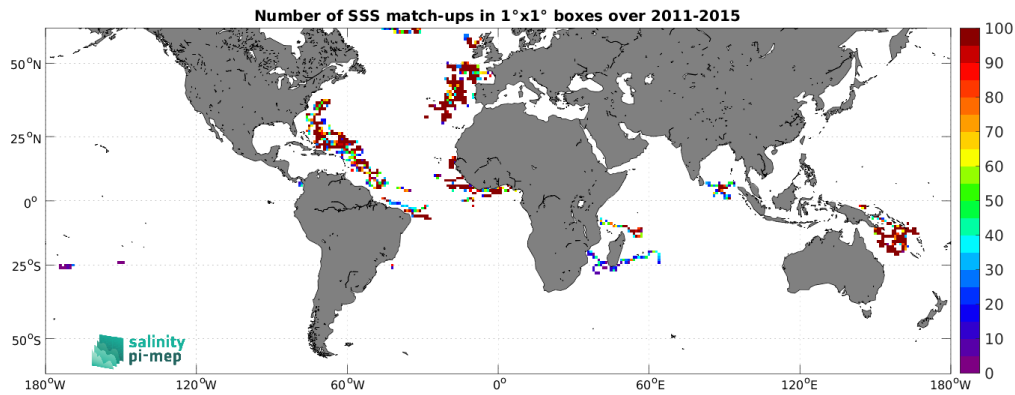 Number of SSS match-ups in 1°x1° boxes over 2011-2015
50°N
25°N
0°
25°S
50°S
180°W
120°W
60°W
0°
60°E
120°E
180°W
100
90
80
70
60
50
40
30
20
10
0
salinity
pi-mep